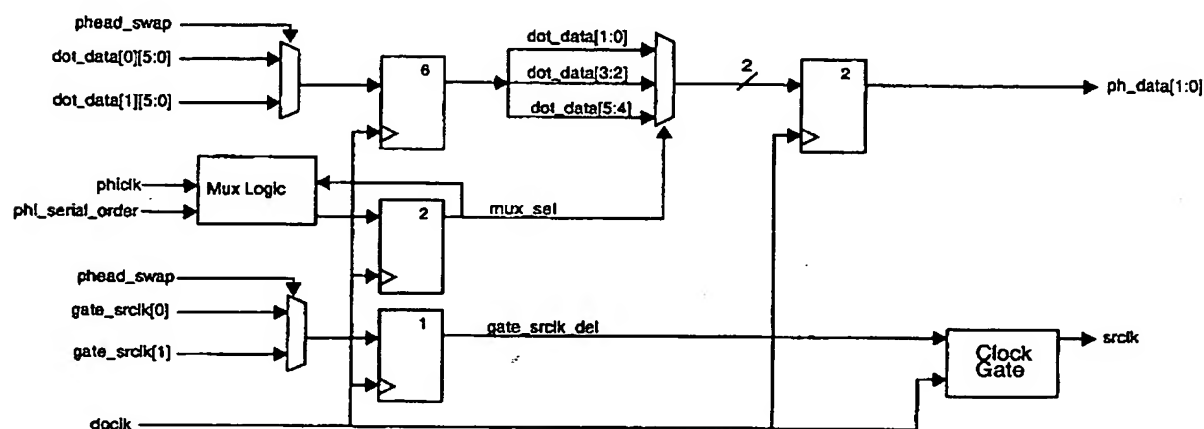 phead_swap
dot_data[0][5:0]
dot_data[1][5:0]
6
dot_data[1:0]
dot_data[3:2]
dot_data[5:4]
2
2
ph_data[1:0]
phiclk
phi_serial_order
Mux Logic
2
mux_sel
phead_swap
gate_srclk[0]
gate_srclk[1]
1
gate_srclk_del
Clock
Gate
srclk
doclk